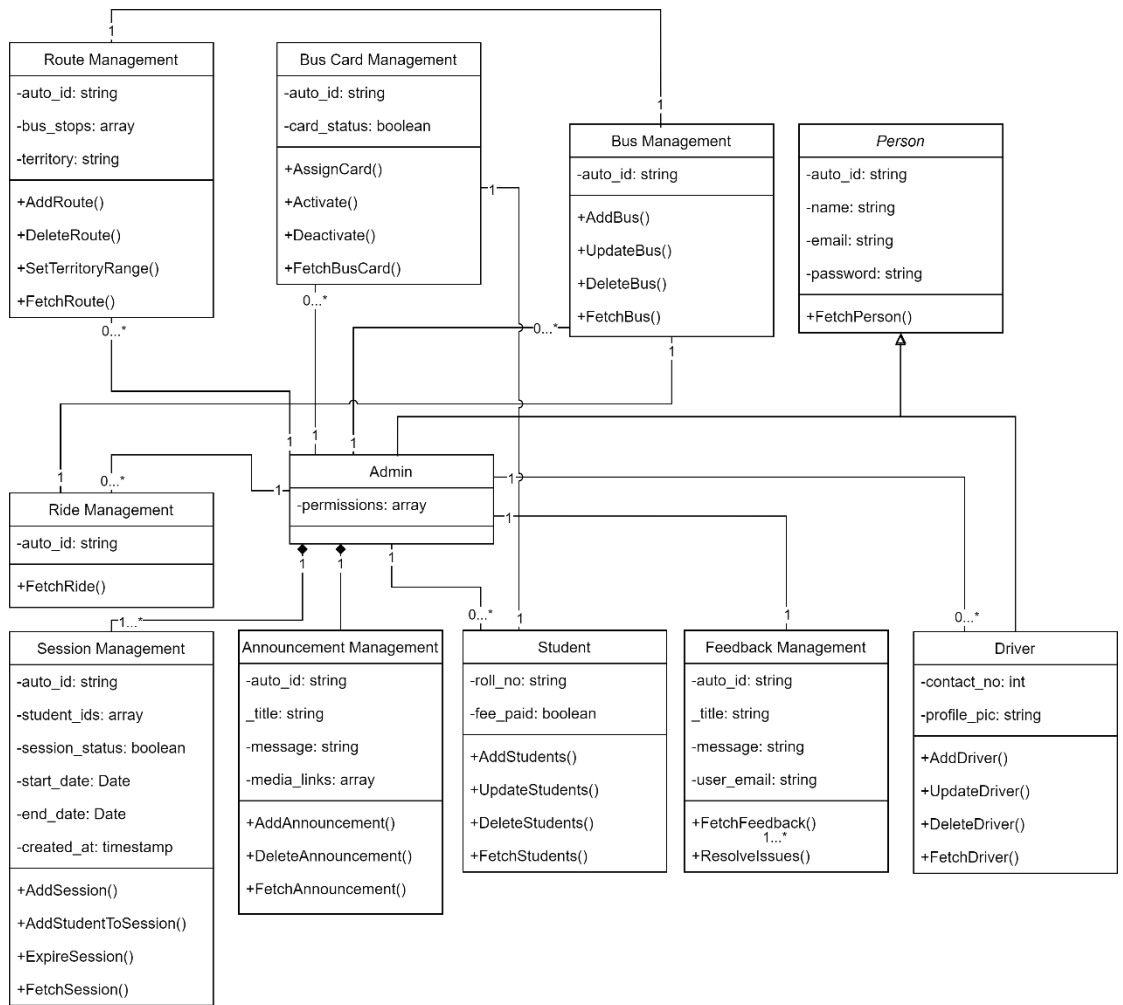 1
1
Route Management
-auto_id: string
-bus_stops: array
-territory: string
+AddRoute()
+DeleteRoute()
+SetTerritoryRange()
+FetchRoute()
0...*
Bus Card Management
-auto_id: string
-card_status: boolean
+AssignCard()
+Activate()
+Deactivate()
+FetchBusCard()
0...*
1
1
Bus Management
-auto_id: string
+AddBus()
+UpdateBus()
+DeleteBus()
+FetchBus()
0...*
1
Person
-auto_id: string
-name: string
-email: string
-password: string
+FetchPerson()
1
1
1
Admin
-permissions: array
1
1
1
1
1
1
1
0...*
Ride Management
-auto_id: string
+FetchRide()
1...*
Session Management
-auto_id: string
-student_ids: array
-session_status: boolean
-start_date: Date
-end_date: Date
-created_at: timestamp
+AddSession()
+AddStudentToSession()
+ExpireSession()
+FetchSession()
Announcement Management
-auto_id: string
_title: string
-message: string
-media_links: array
+AddAnnouncement()
+DeleteAnnouncement()
+FetchAnnouncement()
0...*
1
Student
-roll_no: string
-fee_paid: boolean
+AddStudents()
+UpdateStudents()
+DeleteStudents()
+FetchStudents()
1
Feedback Management
-auto_id: string
_title: string
-message: string
-user_email: string
+FetchFeedback()
1...*
+ResolveIssues()
0...*
Driver
-contact_no: int
-profile_pic: string
+AddDriver()
+UpdateDriver()
+DeleteDriver()
+FetchDriver()